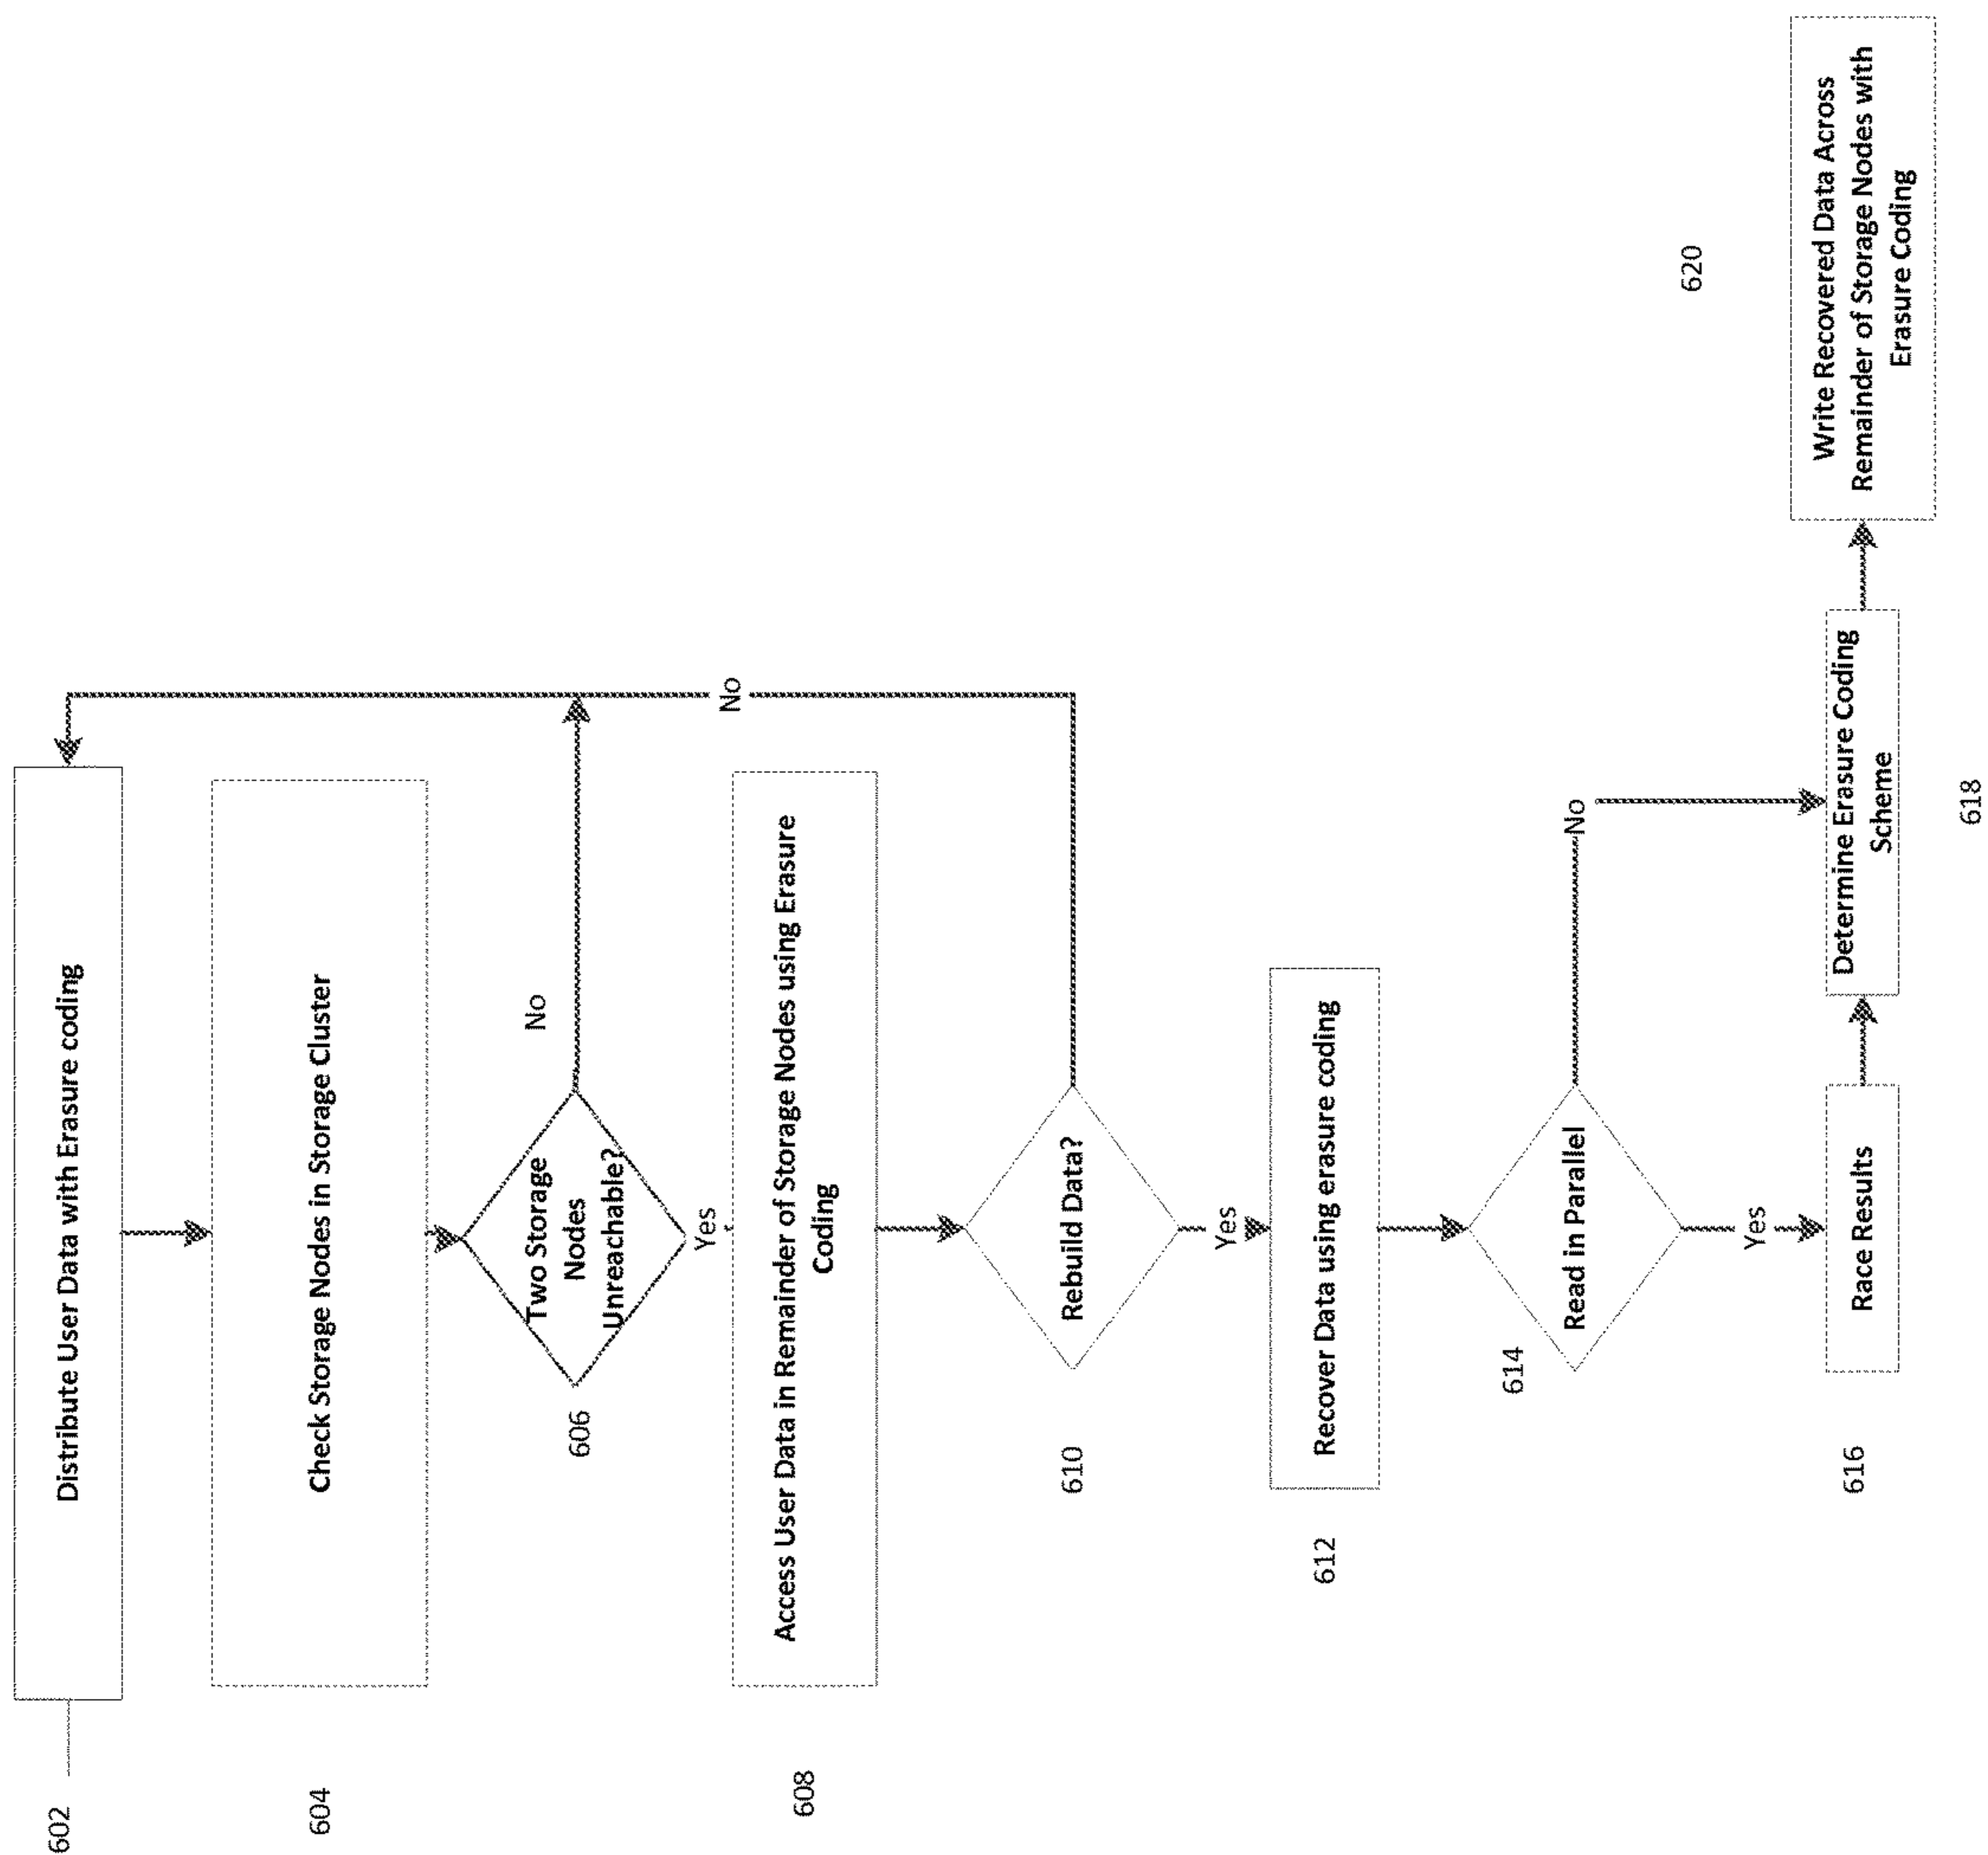 602
Distribute User Data with Erasure coding
604
Check Storage Nodes in Storage Cluster
606
Two Storage
Nodes
Unreachable?
No
Yes
608
Access User Data in Remainder of Storage Nodes using Erasure
Coding
No
610
Rebuild Data?
Yes
612
Recover Data using erasure coding
614
Read in Parallel
No
Yes
616
Race Results
Determine Erasure Coding
Scheme
618
620
Write Recovered Data Across
Remainder of Storage Nodes with
Erasure Coding